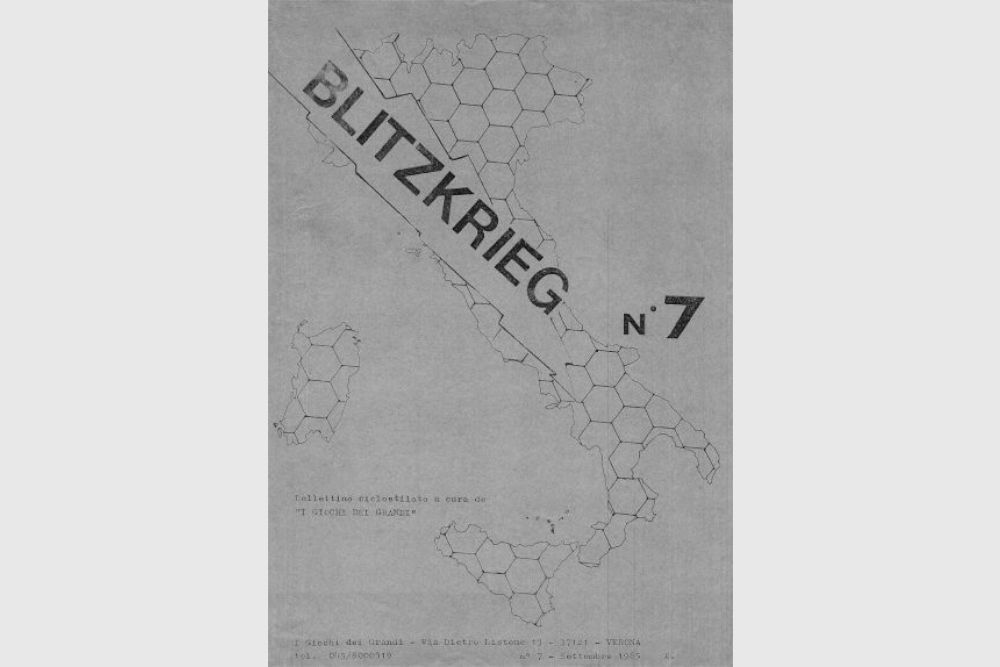 BLITZKRIEG
N° 7
Bollettino ciclostilato a cura de
"I GIOCHI DEI GRANDI"
I Giochi dei Grandi - Via Dietro Listone 13 - 37121 - VERONA
tel. 045/8000319 n° 7 - Settembre 1985 £.